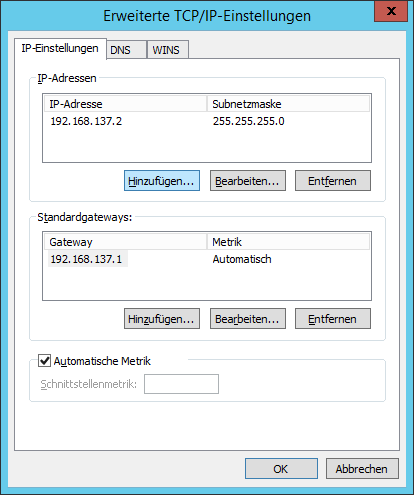 Erweiterte TCP/IP-Einstellungen
x
IP-Einstellungen DNS WINS
IP-Adressen
IP-Adresse Subnetzmaske
192.168.137.2 255.255.255.0
Hinzufügen... Bearbeiten... Entfernen
Standardgateways:
Gateway Metrik
192.168.137.1 Automatisch
Hinzufügen... Bearbeiten... Entfernen
Automatische Metrik
Schnittstellenmetrik:
OK Abbrechen